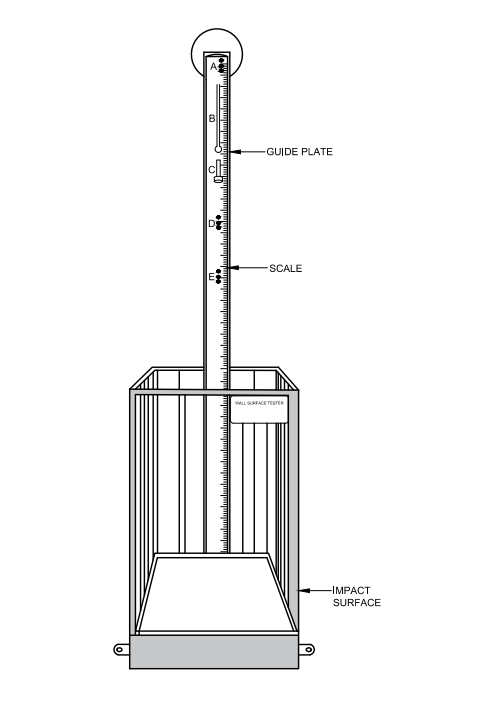 A
B
GUIDE PLATE
C
D
SCALE
E
WALL SURFACE TESTER
IMPACT
SURFACE